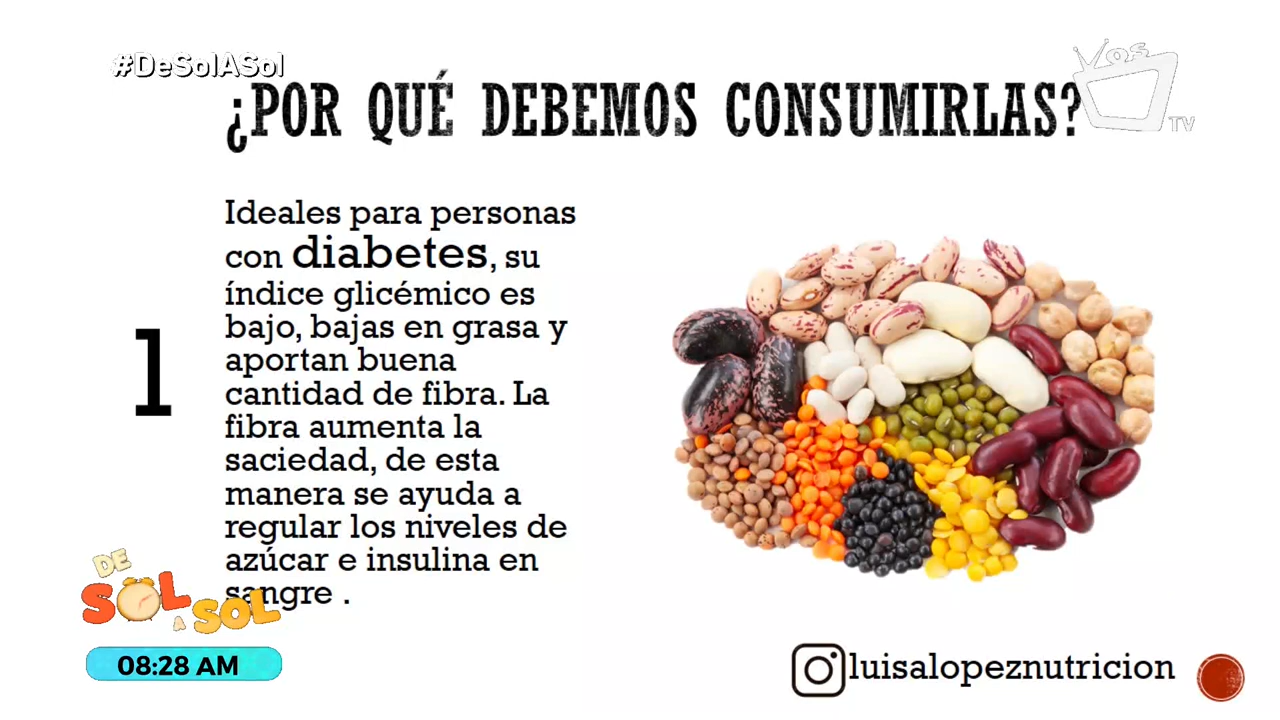 #DeSolASol
VOS
TV
¿POR QUÉ DEBEMOS CONSUMIRLAS?
1
Ideales para personas
con diabetes, su
índice glicémico es
bajo, bajas en grasa y
aportan buena
cantidad de fibra. La
fibra aumenta la
saciedad, de esta
manera se ayuda a
regular los niveles de
azúcar e insulina en
sangre .
DE
SOL
A
SOL
08:28 AM
luisalopeznutricion